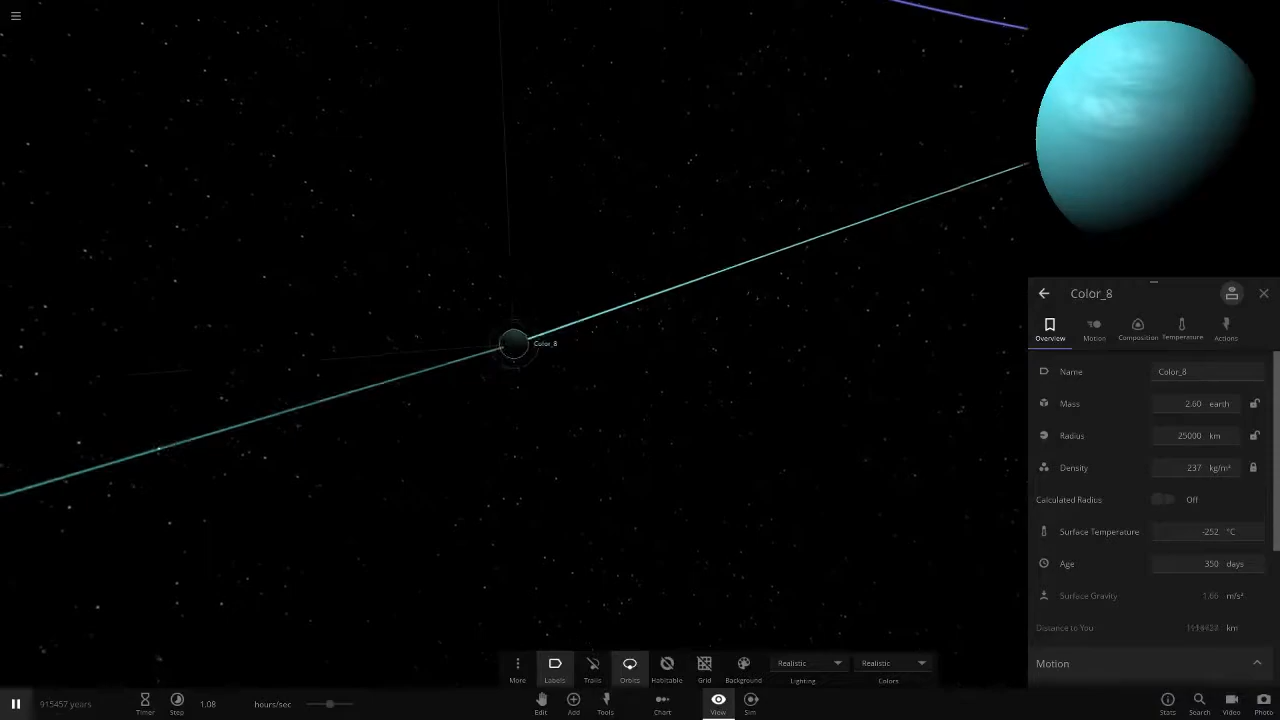 Color_8
Color_8
Overview
Motion
Composition
Temperature
Actions
Name Color_8
Mass 2.60 earth
Radius 25000 km
Density 237 kg/m³
Calculated Radius Off
Surface Temperature -252 °C
Age 350 days
Surface Gravity 1.66 m/s²
Distance to You km
Motion
More
Labels
Trails
Orbits
Habitable
Grid
Background
Realistic
Lighting
Realistic
Colors
915457 years
Timer
Step
1.08 hours/sec
Edit
Add
Tools
Chart
View
Sim
Stats
Search
Video
Photo